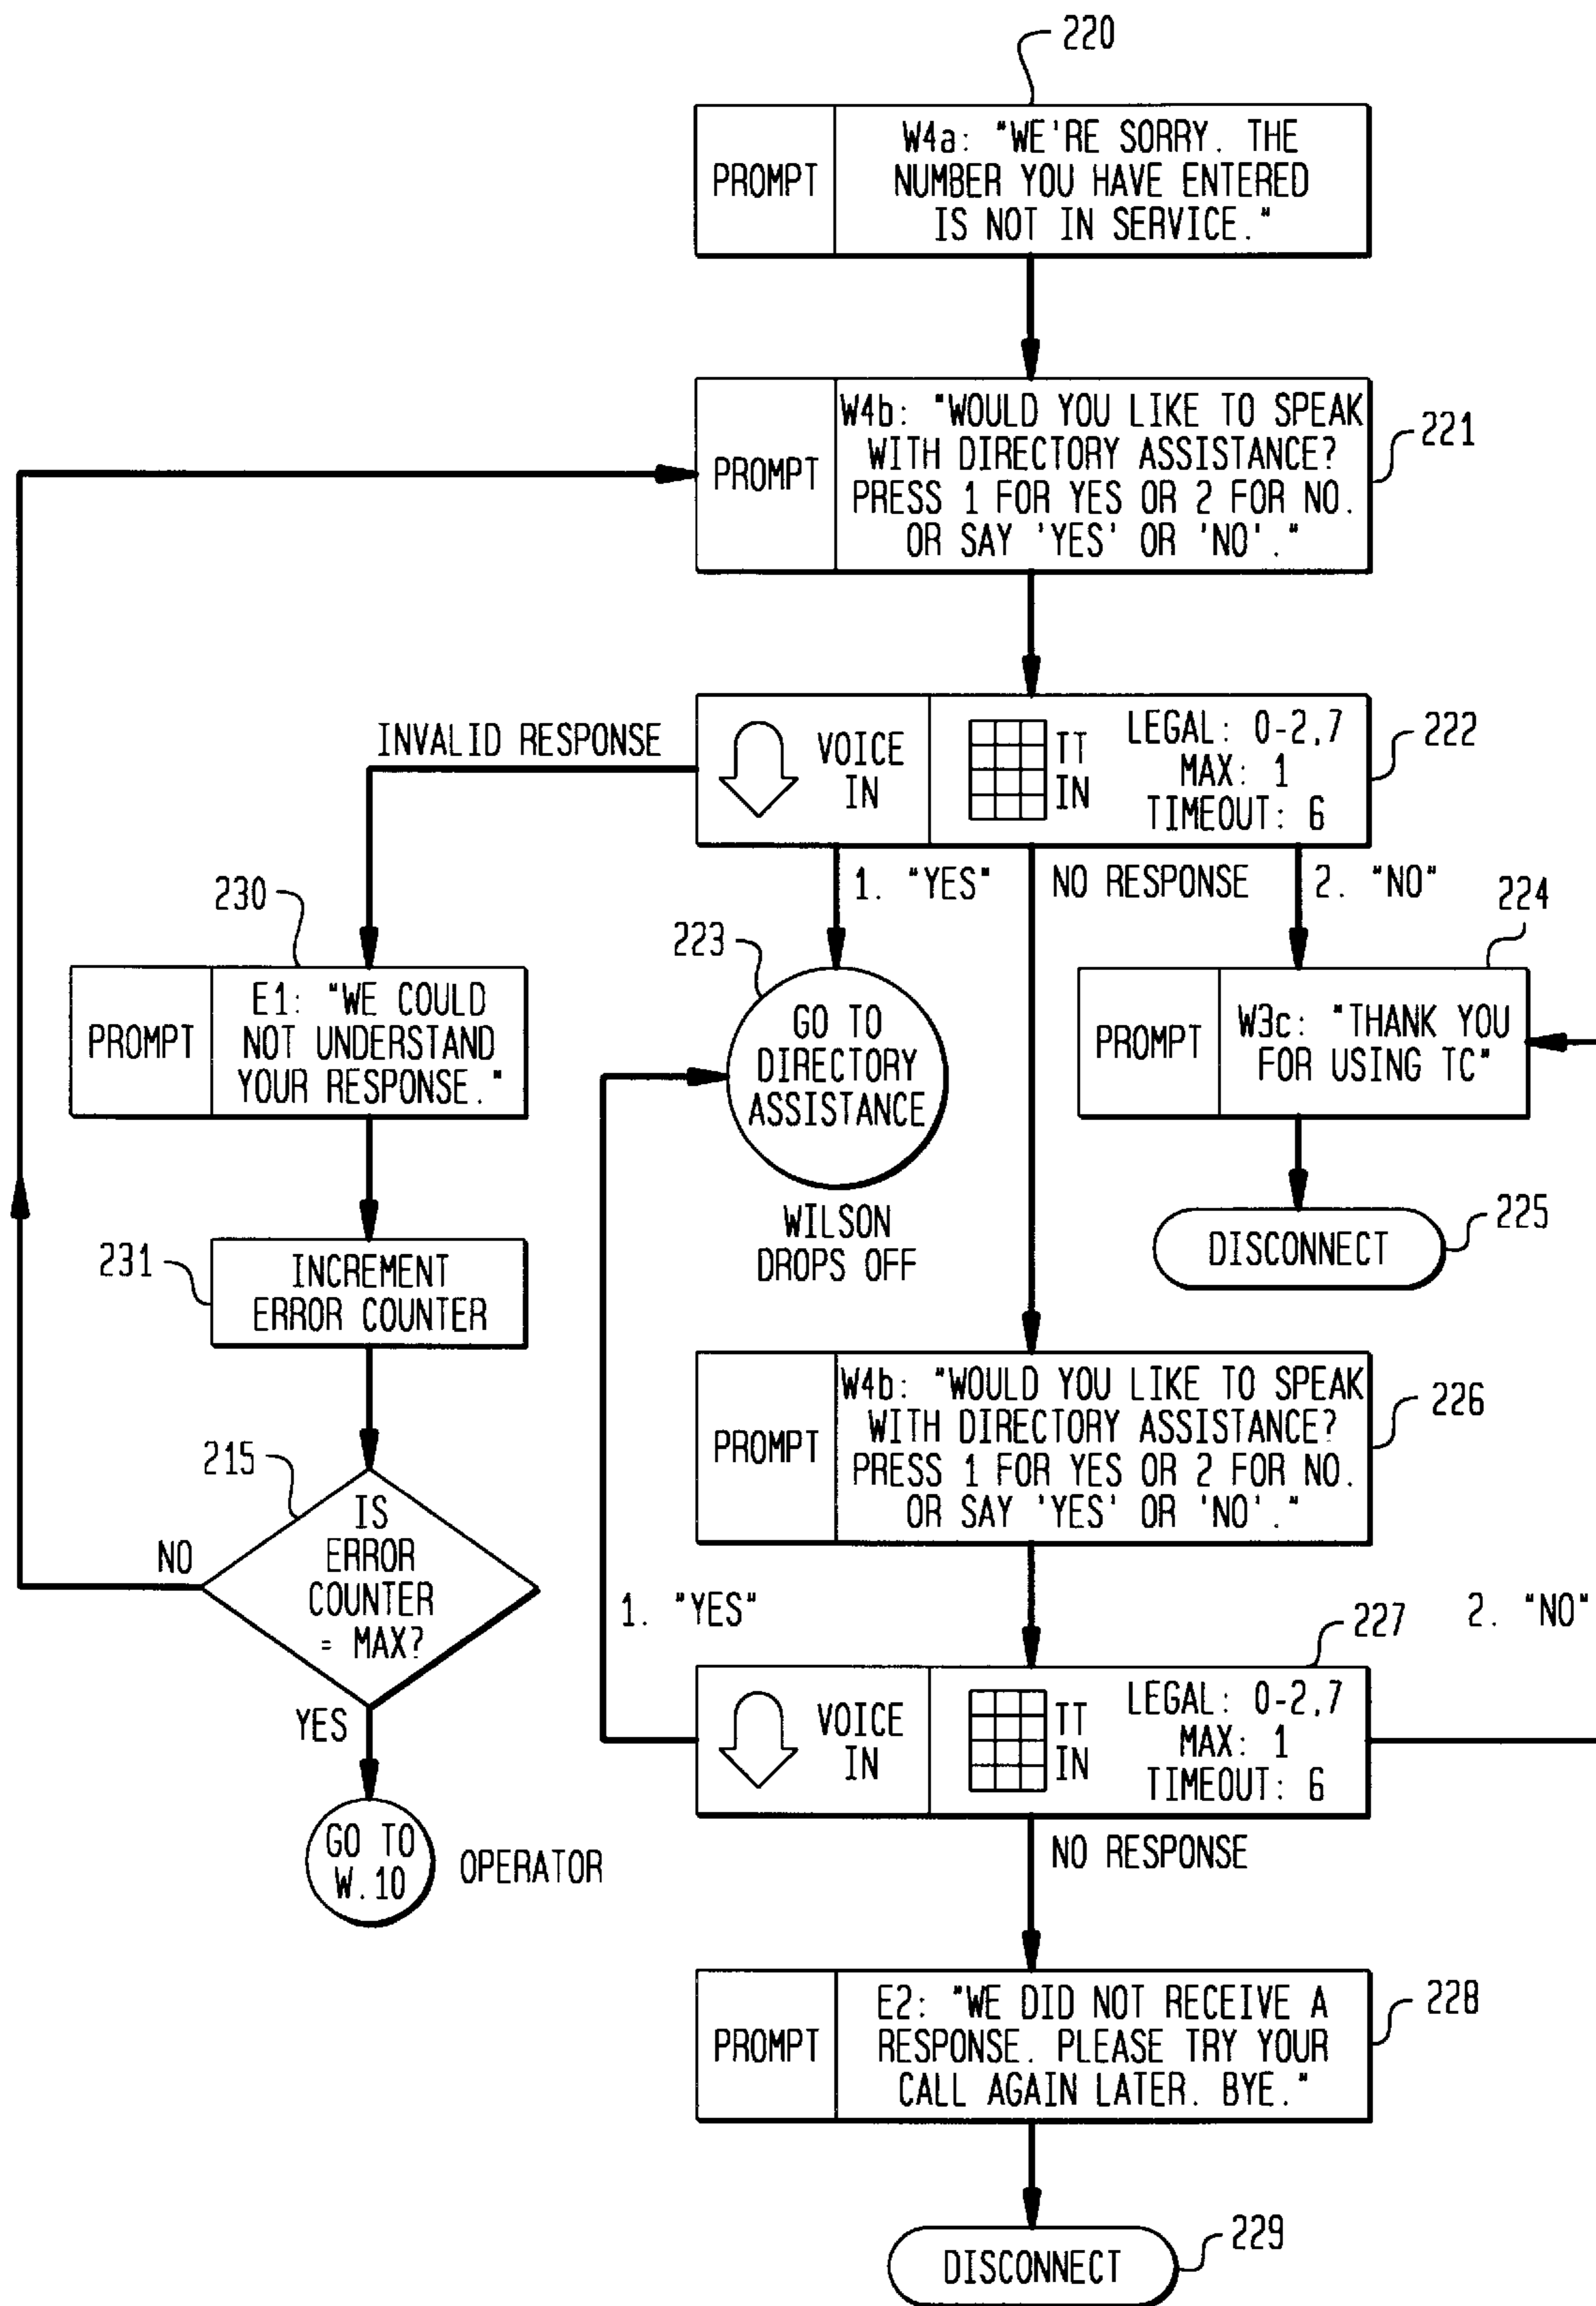 220
PROMPT
W4a: "WE'RE SORRY. THE
NUMBER YOU HAVE ENTERED
IS NOT IN SERVICE."
PROMPT
W4b: "WOULD YOU LIKE TO SPEAK
WITH DIRECTORY ASSISTANCE?
PRESS 1 FOR YES OR 2 FOR NO.
OR SAY 'YES' OR 'NO'."
221
INVALID RESPONSE
VOICE
IN
TT
IN
LEGAL: 0-2,7
MAX: 1
TIMEOUT: 6
222
1. "YES"
NO RESPONSE
2. "NO"
230
223
224
PROMPT
E1: "WE COULD
NOT UNDERSTAND
YOUR RESPONSE."
GO TO
DIRECTORY
ASSISTANCE
PROMPT
W3c: "THANK YOU
FOR USING TC"
WILSON
DROPS OFF
225
DISCONNECT
231
INCREMENT
ERROR COUNTER
PROMPT
W4b: "WOULD YOU LIKE TO SPEAK
WITH DIRECTORY ASSISTANCE?
PRESS 1 FOR YES OR 2 FOR NO.
OR SAY 'YES' OR 'NO'."
226
215
IS
ERROR
COUNTER
= MAX?
NO
YES
1. "YES"
227
2. "NO"
VOICE
IN
TT
IN
LEGAL: 0-2,7
MAX: 1
TIMEOUT: 6
GO TO
W.10
OPERATOR
NO RESPONSE
PROMPT
E2: "WE DID NOT RECEIVE A
RESPONSE. PLEASE TRY YOUR
CALL AGAIN LATER. BYE."
228
DISCONNECT
229